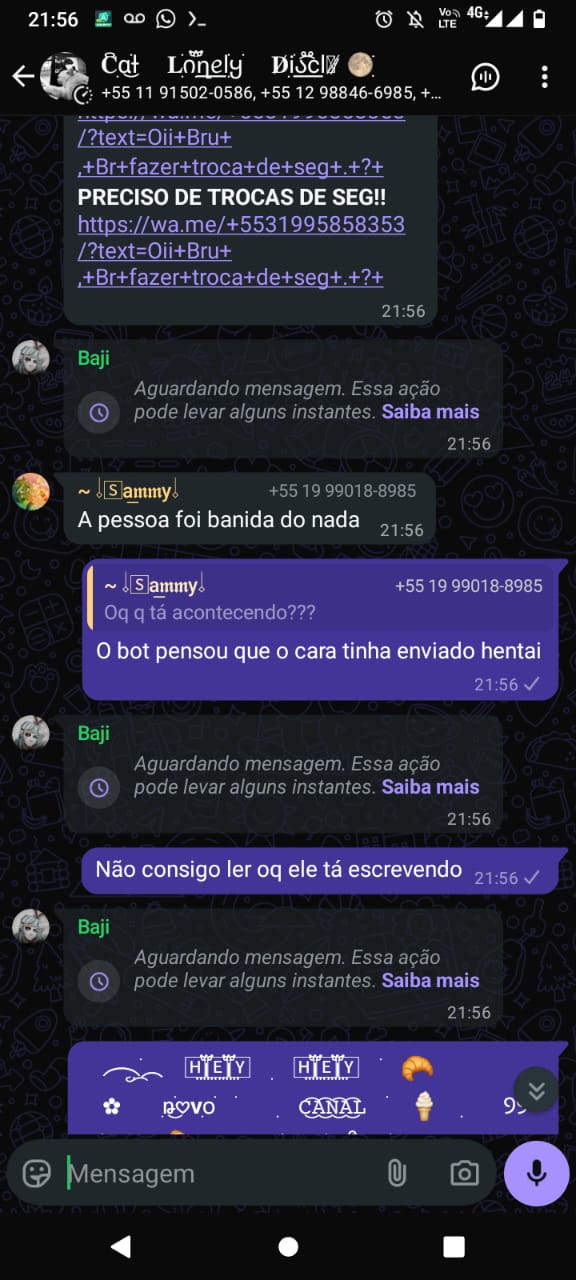 21:56
Vo)) LTE 4G
Cat Lonely Discly 🌕
+55 11 91502-0586, +55 12 98846-6985, +...
/?text=Oii+Bru+
,+Br+fazer+troca+de+seg+.+?+
PRECISO DE TROCAS DE SEG!!
https://wa.me/+5531995858353
/?text=Oii+Bru+
,+Br+fazer+troca+de+seg+.+?+
21:56
Baji
Aguardando mensagem. Essa ação
pode levar alguns instantes. Saiba mais
21:56
~ 🅂ammy +55 19 99018-8985
A pessoa foi banida do nada 21:56
~ 🅂ammy +55 19 99018-8985
Oq q tá acontecendo???
O bot pensou que o cara tinha enviado hentai
21:56
Baji
Aguardando mensagem. Essa ação
pode levar alguns instantes. Saiba mais
21:56
Não consigo ler oq ele tá escrevendo 21:56
Baji
Aguardando mensagem. Essa ação
pode levar alguns instantes. Saiba mais
21:56
HEY HEY 🥐
✿ n♡vo CANAL 🍦
Mensagem